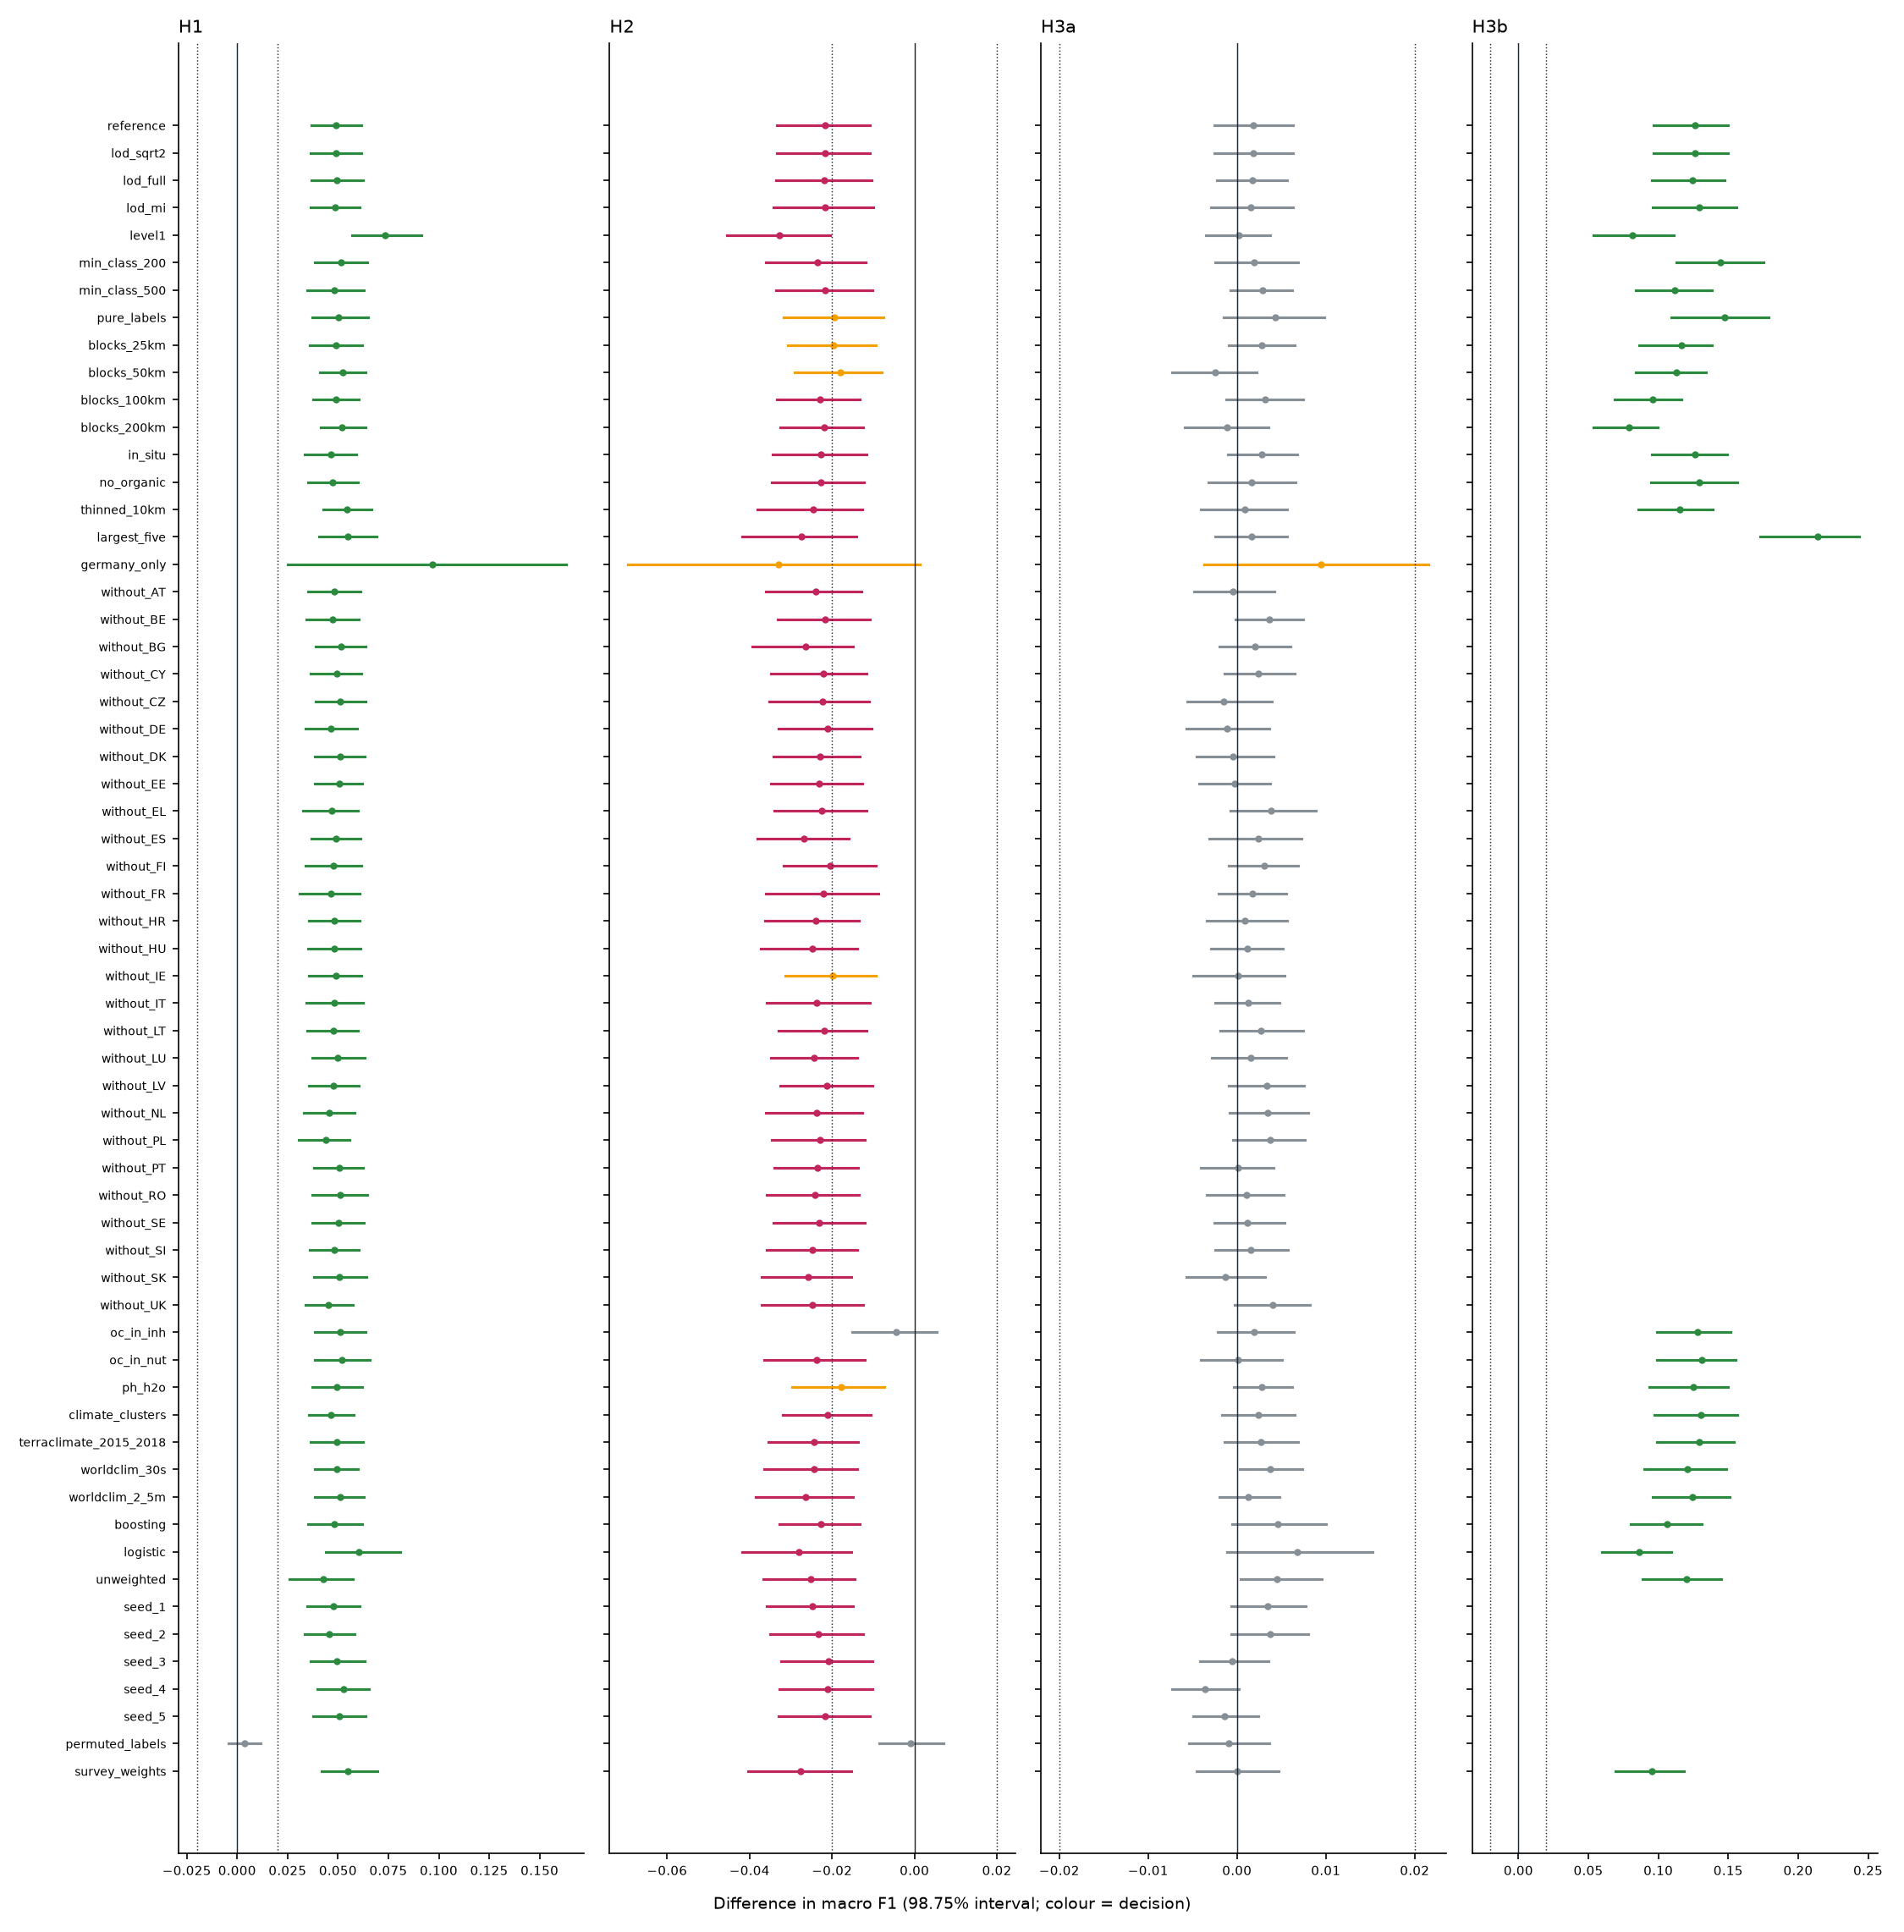 H1 H2 H3a H3b
reference
lod_sqrt2
lod_full
lod_mi
level1
min_class_200
min_class_500
pure_labels
blocks_25km
blocks_50km
blocks_100km
blocks_200km
in_situ
no_organic
thinned_10km
largest_five
germany_only
without_AT
without_BE
without_BG
without_CY
without_CZ
without_DE
without_DK
without_EE
without_EL
without_ES
without_FI
without_FR
without_HR
without_HU
without_IE
without_IT
without_LT
without_LU
without_LV
without_NL
without_PL
without_PT
without_RO
without_SE
without_SI
without_SK
without_UK
oc_in_inh
oc_in_nut
ph_h2o
climate_clusters
terraclimate_2015_2018
worldclim_30s
worldclim_2_5m
boosting
logistic
unweighted
seed_1
seed_2
seed_3
seed_4
seed_5
permuted_labels
survey_weights
−0.025 0.000 0.025 0.050 0.075 0.100 0.125 0.150 −0.06 −0.04 −0.02 0.00 0.02 −0.02 −0.01 0.00 0.01 0.02 0.00 0.05 0.10 0.15 0.20 0.25
Difference in macro F1 (98.75% interval; colour = decision)